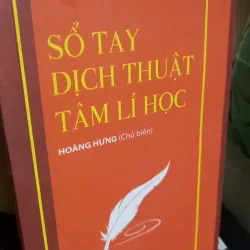 SỔ TAY
DỊCH THUẬT
TÂM LÍ HỌC
HOÀNG HƯNG (Chủ biên)